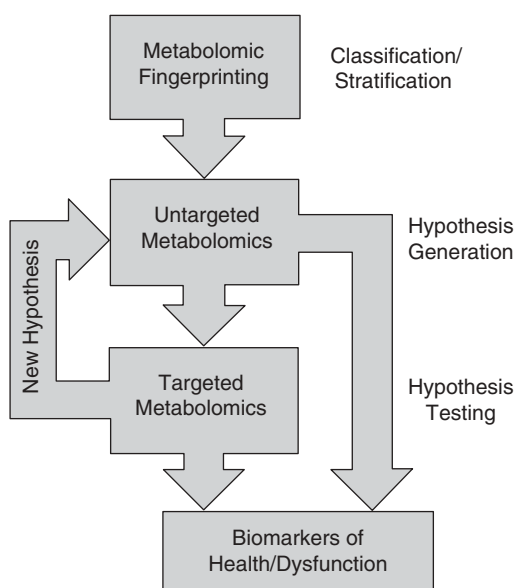 Metabolomic
Fingerprinting
Classification/
Stratification
Untargeted
Metabolomics
Hypothesis
Generation
New Hypothesis
Targeted
Metabolomics
Hypothesis
Testing
Biomarkers of
Health/Dysfunction